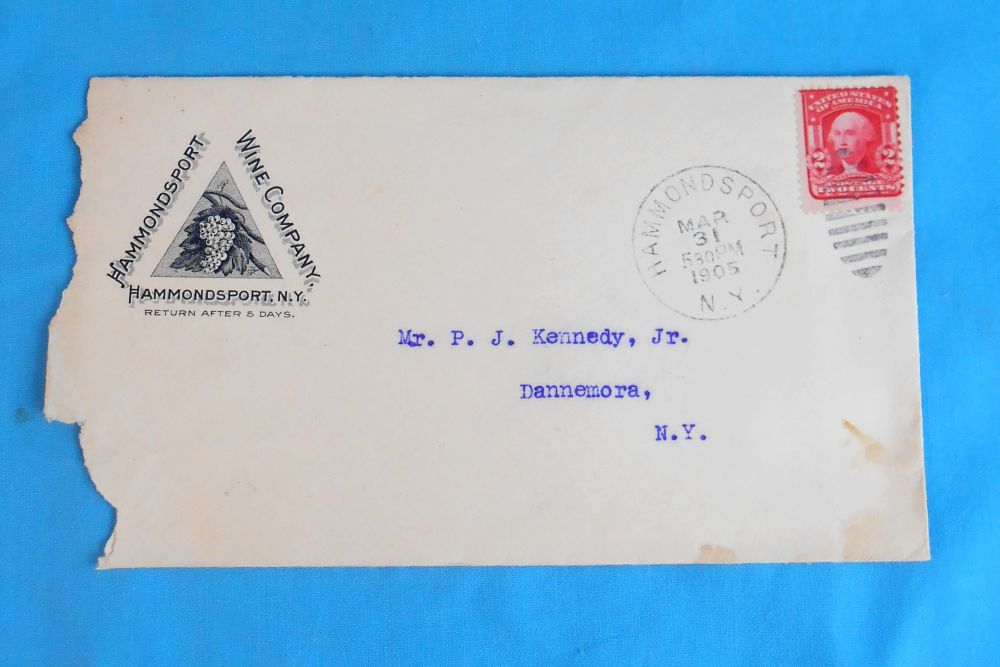 HAMMONDSPORT WINE COMPANY.
HAMMONDSPORT, N.Y.
RETURN AFTER 5 DAYS.
UNITED STATES
OF AMERICA
2 2
POSTAGE
TWO CENTS
HAMMONDSPORT
MAR
31
530PM
1905
N.Y.
Mr. P. J. Kennedy, Jr.
Dannemora,
N.Y.